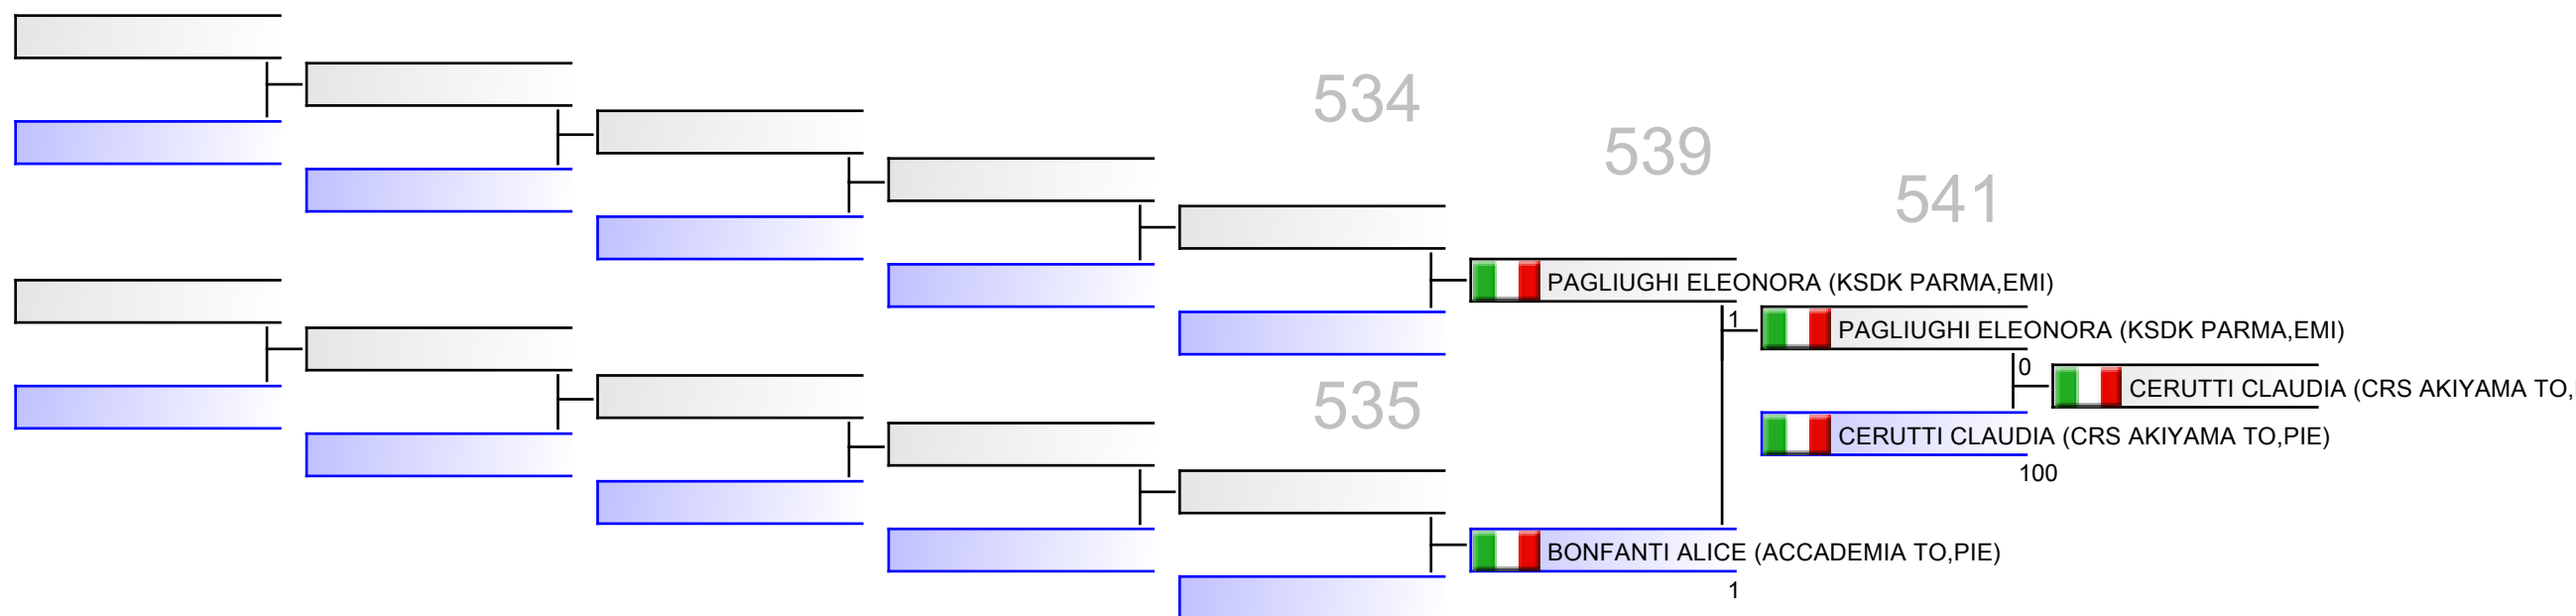 534
539
541
PAGLIUGHI ELEONORA (KSDK PARMA,EMI)
1
PAGLIUGHI ELEONORA (KSDK PARMA,EMI)
0
CERUTTI CLAUDIA (CRS AKIYAMA TO,
535
CERUTTI CLAUDIA (CRS AKIYAMA TO,PIE)
100
BONFANTI ALICE (ACCADEMIA TO,PIE)
1